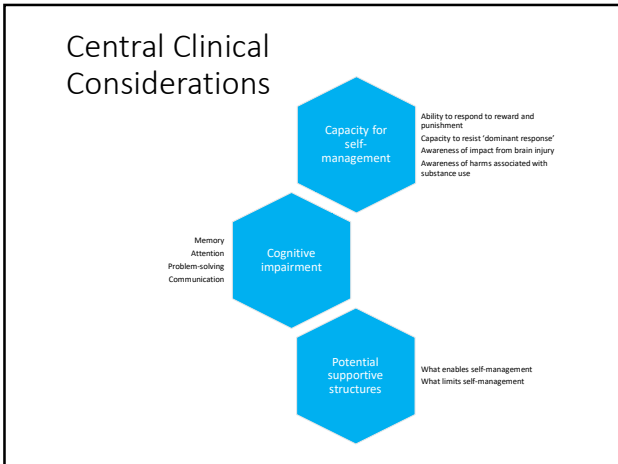 Central Clinical
Considerations
Capacity for
self-
management
Ability to respond to reward and
punishment
Capacity to resist ‘dominant response’
Awareness of impact from brain injury
Awareness of harms associated with
substance use
Memory
Attention
Problem-solving
Communication
Cognitive
impairment
Potential
supportive
structures
What enables self-management
What limits self-management